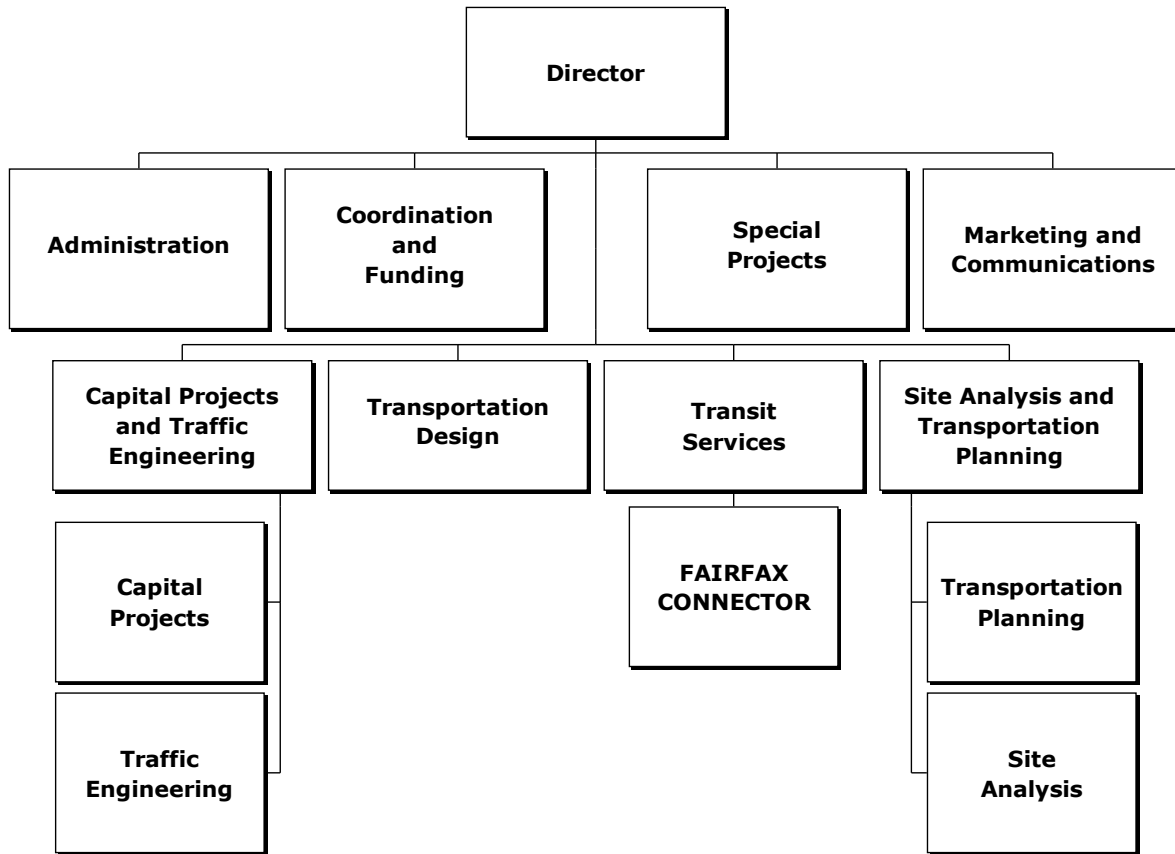 Director
Administration
Coordination
and
Funding
Special
Projects
Marketing and
Communications
Capital Projects
and Traffic
Engineering
Transportation
Design
Transit
Services
Site Analysis and
Transportation
Planning
Capital
Projects
FAIRFAX
CONNECTOR
Transportation
Planning
Traffic
Engineering
Site
Analysis